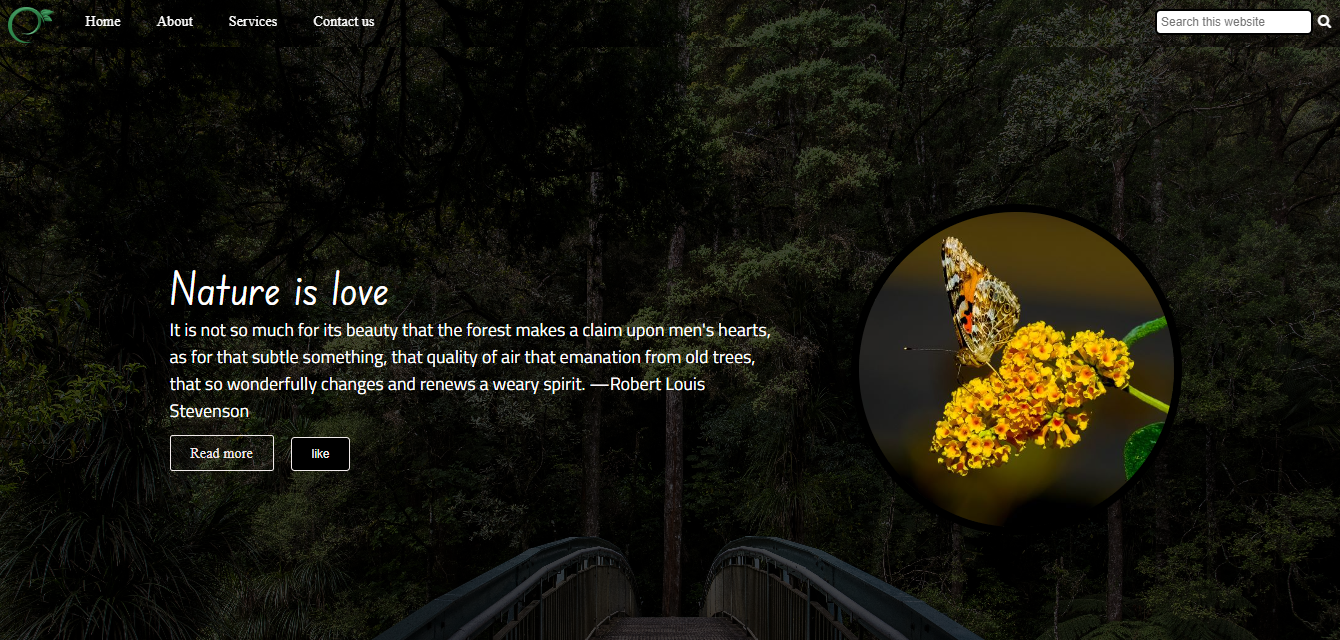 Home About Services Contact us Search this website
Nature is love
It is not so much for its beauty that the forest makes a claim upon men's hearts,
as for that subtle something, that quality of air that emanation from old trees,
that so wonderfully changes and renews a weary spirit. —Robert Louis
Stevenson
Read more like